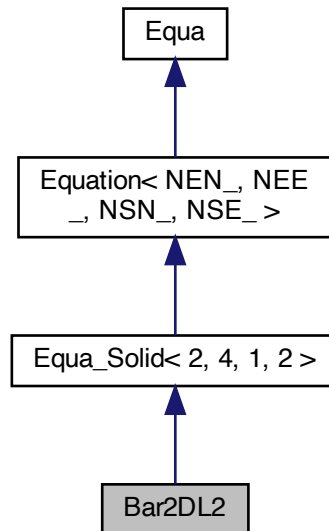 Equa
Equation< NEN_, NEE
_, NSN_, NSE_ >
Equa_Solid< 2, 4, 1, 2 >
Bar2DL2